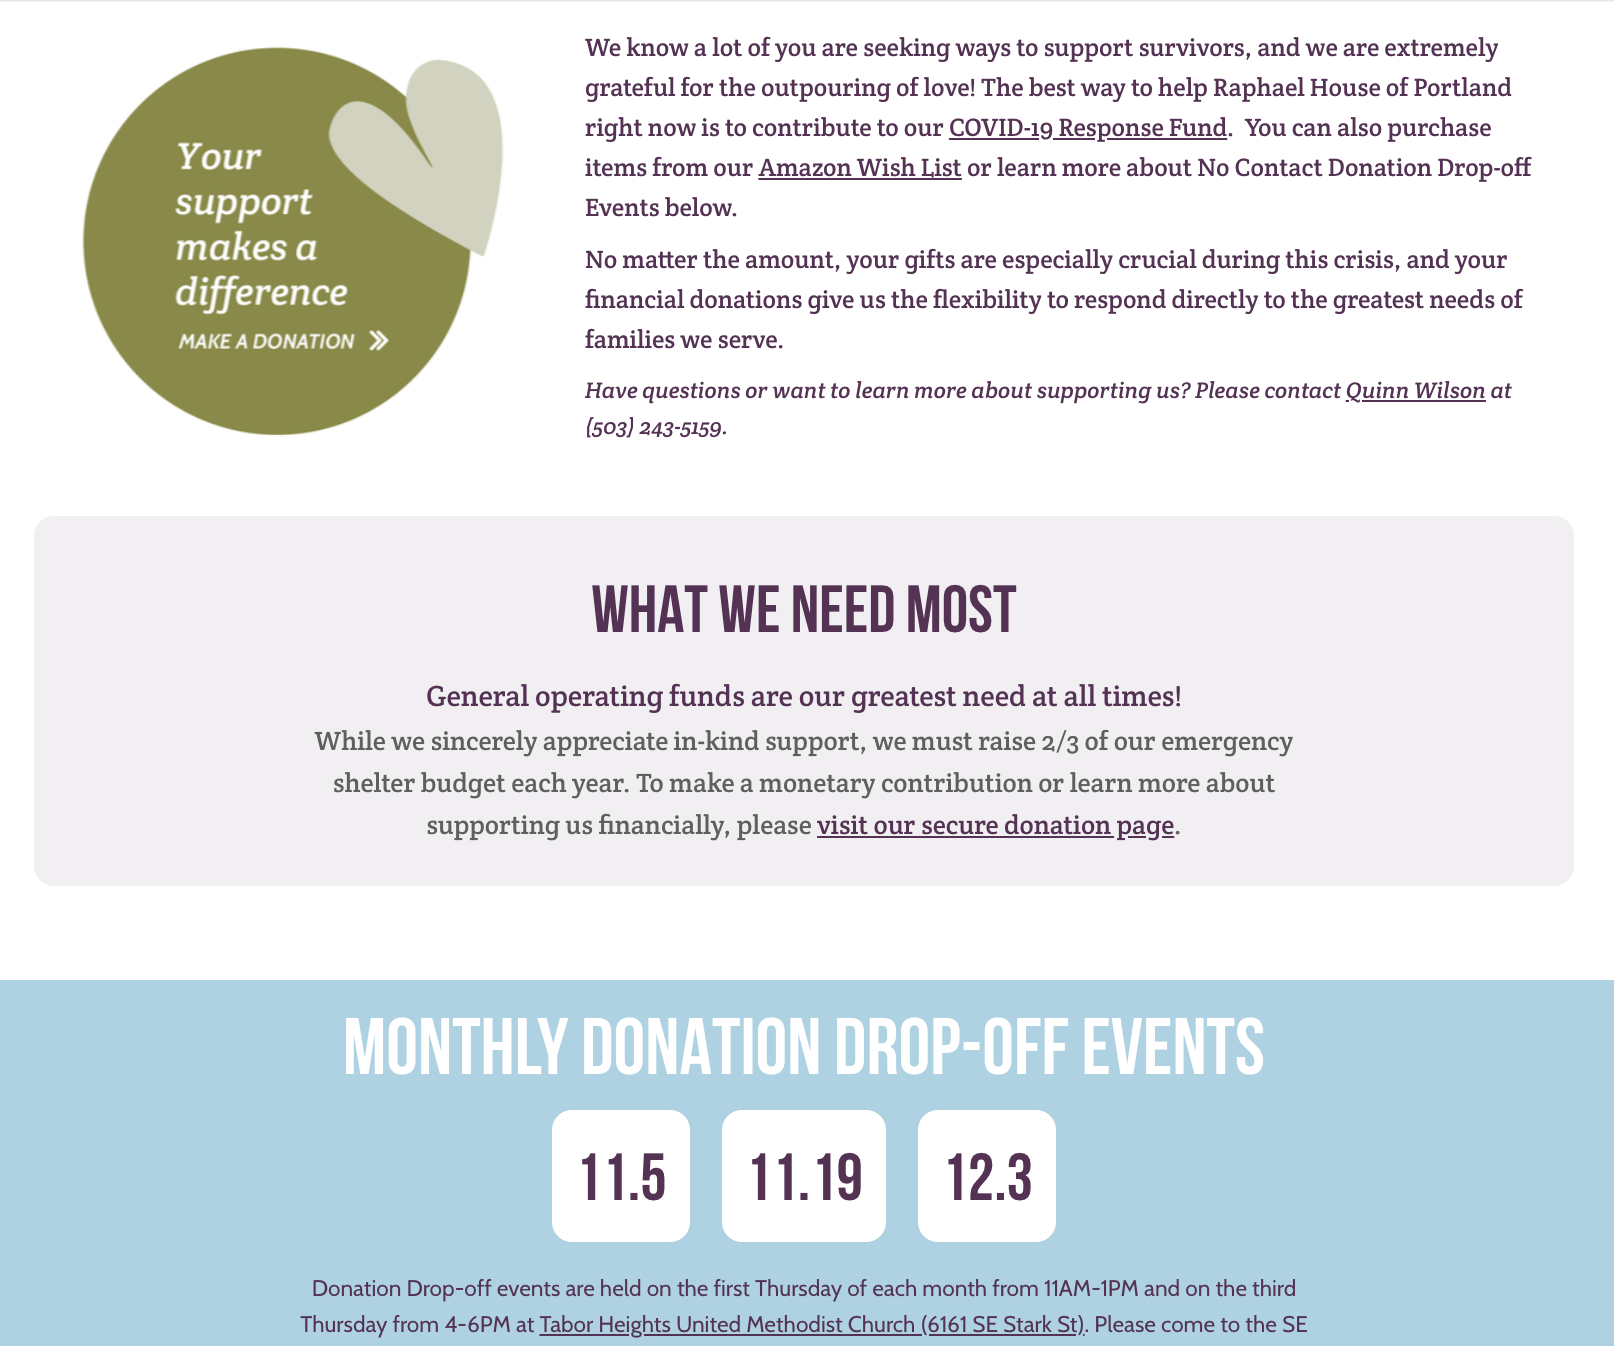 Your
support
makes a
difference
MAKE A DONATION »
We know a lot of you are seeking ways to support survivors, and we are extremely
grateful for the outpouring of love! The best way to help Raphael House of Portland
right now is to contribute to our COVID-19 Response Fund.  You can also purchase
items from our Amazon Wish List or learn more about No Contact Donation Drop-off
Events below.
No matter the amount, your gifts are especially crucial during this crisis, and your
financial donations give us the flexibility to respond directly to the greatest needs of
families we serve.
Have questions or want to learn more about supporting us? Please contact Quinn Wilson at
(503) 243-5159.
WHAT WE NEED MOST
General operating funds are our greatest need at all times!
While we sincerely appreciate in-kind support, we must raise 2/3 of our emergency
shelter budget each year. To make a monetary contribution or learn more about
supporting us financially, please visit our secure donation page.
MONTHLY DONATION DROP-OFF EVENTS
11.5
11.19
12.3
Donation Drop-off events are held on the first Thursday of each month from 11AM-1PM and on the third
Thursday from 4-6PM at Tabor Heights United Methodist Church (6161 SE Stark St). Please come to the SE